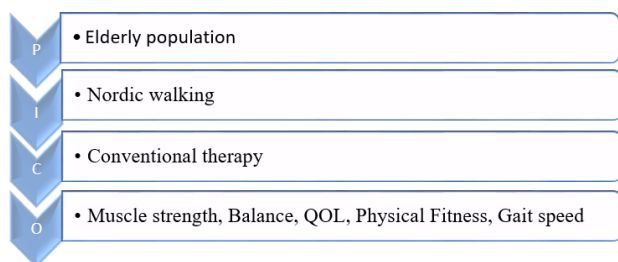 P
• Elderly population
I
• Nordic walking
C
• Conventional therapy
O
• Muscle strength, Balance, QOL, Physical Fitness, Gait speed